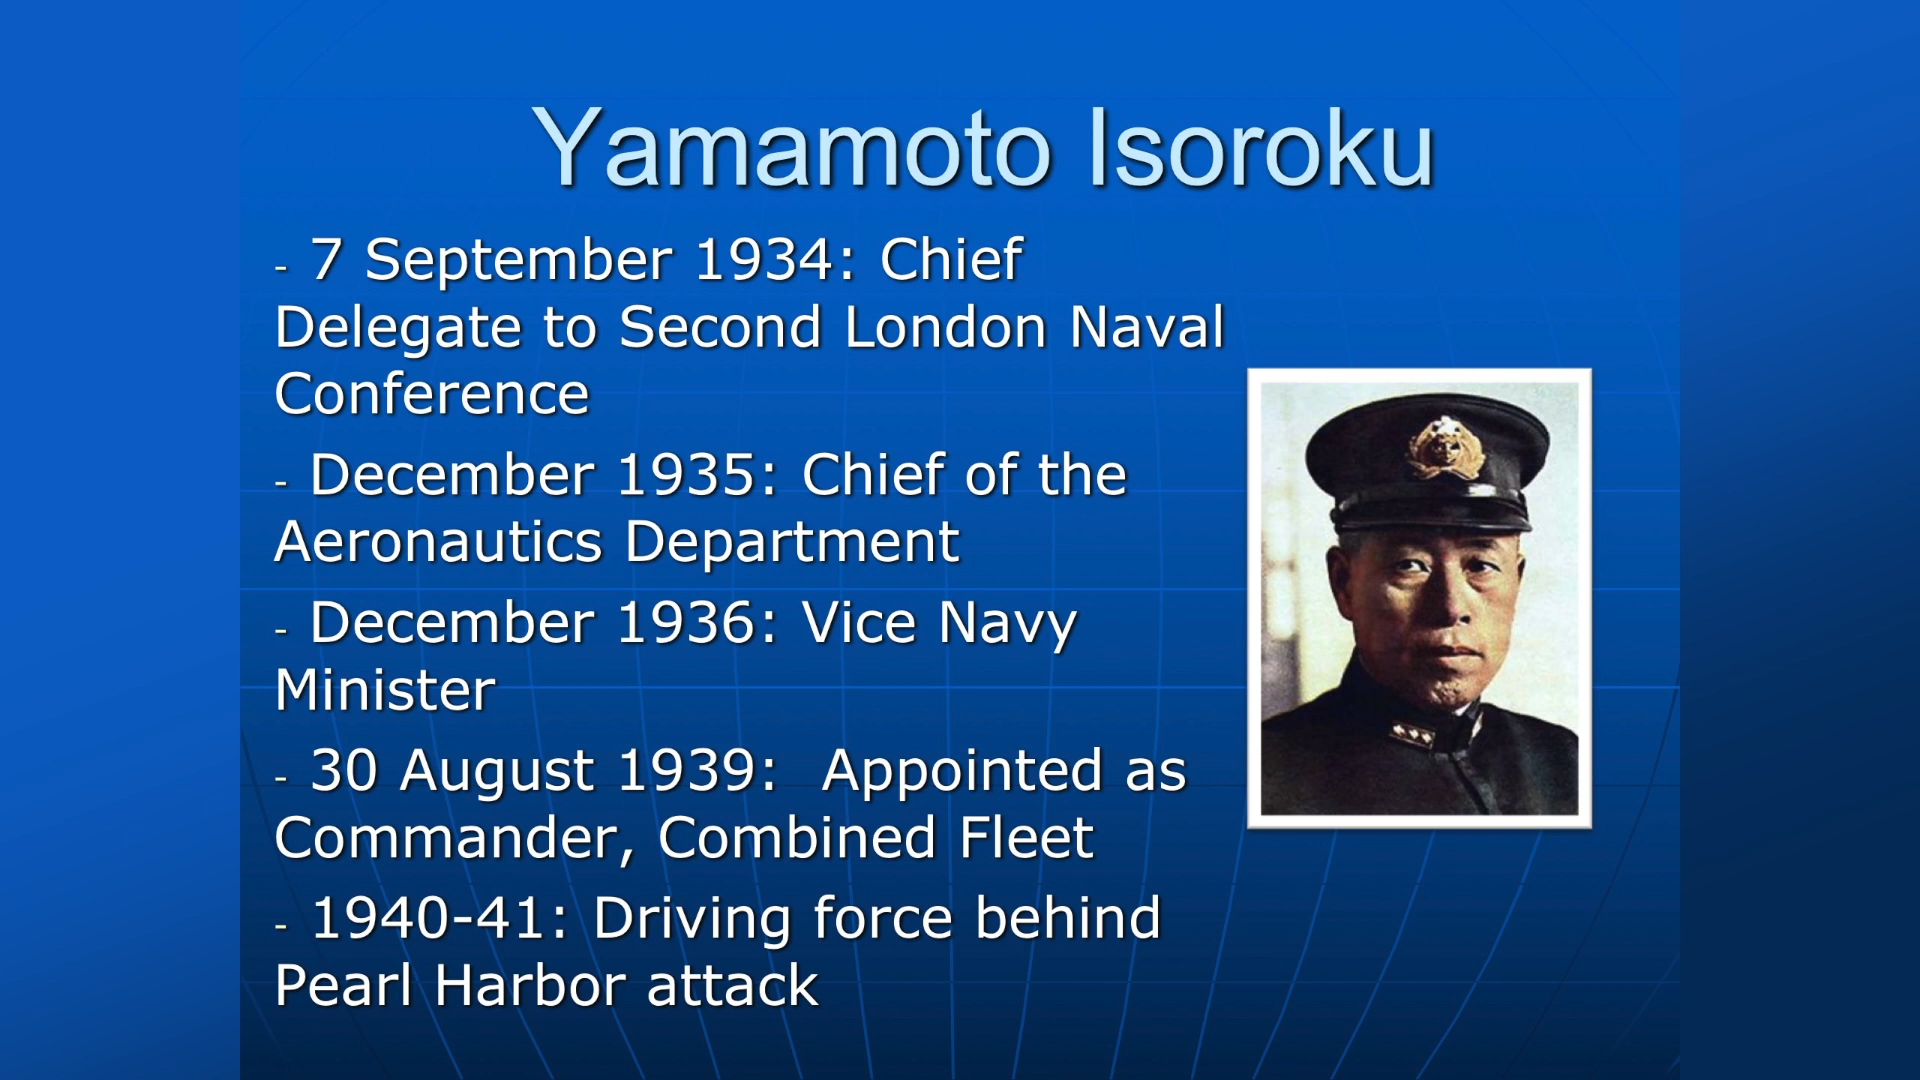 Yamamoto Isoroku
- 7 September 1934: Chief
Delegate to Second London Naval
Conference
- December 1935: Chief of the
Aeronautics Department
- December 1936: Vice Navy
Minister
- 30 August 1939:  Appointed as
Commander, Combined Fleet
- 1940-41: Driving force behind
Pearl Harbor attack